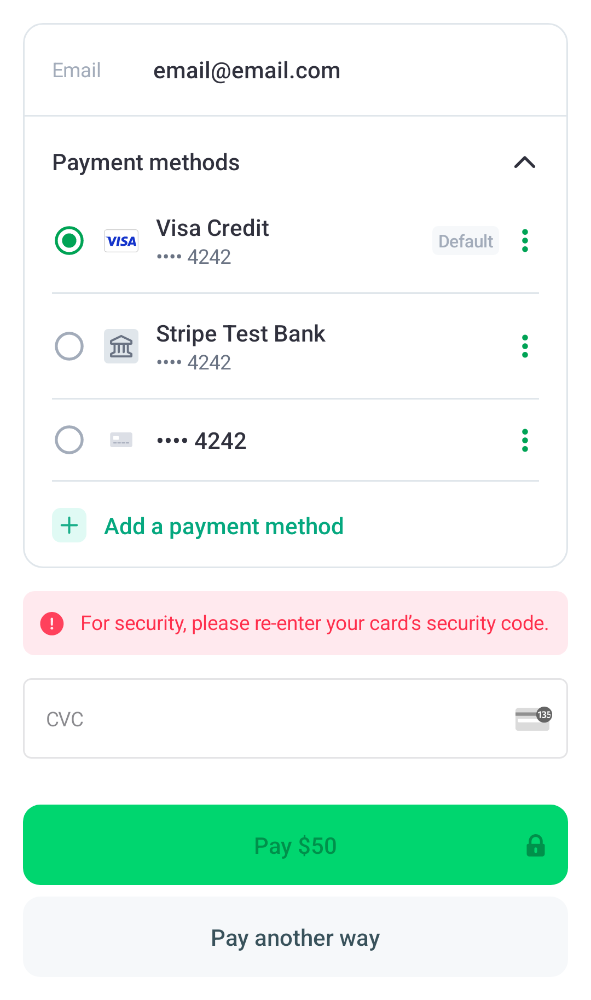 Email email@email.com
Payment methods
VISA Visa Credit Default
•••• 4242
Stripe Test Bank
•••• 4242
•••• 4242
Add a payment method
! For security, please re-enter your card’s security code.
CVC 135
Pay $50
Pay another way